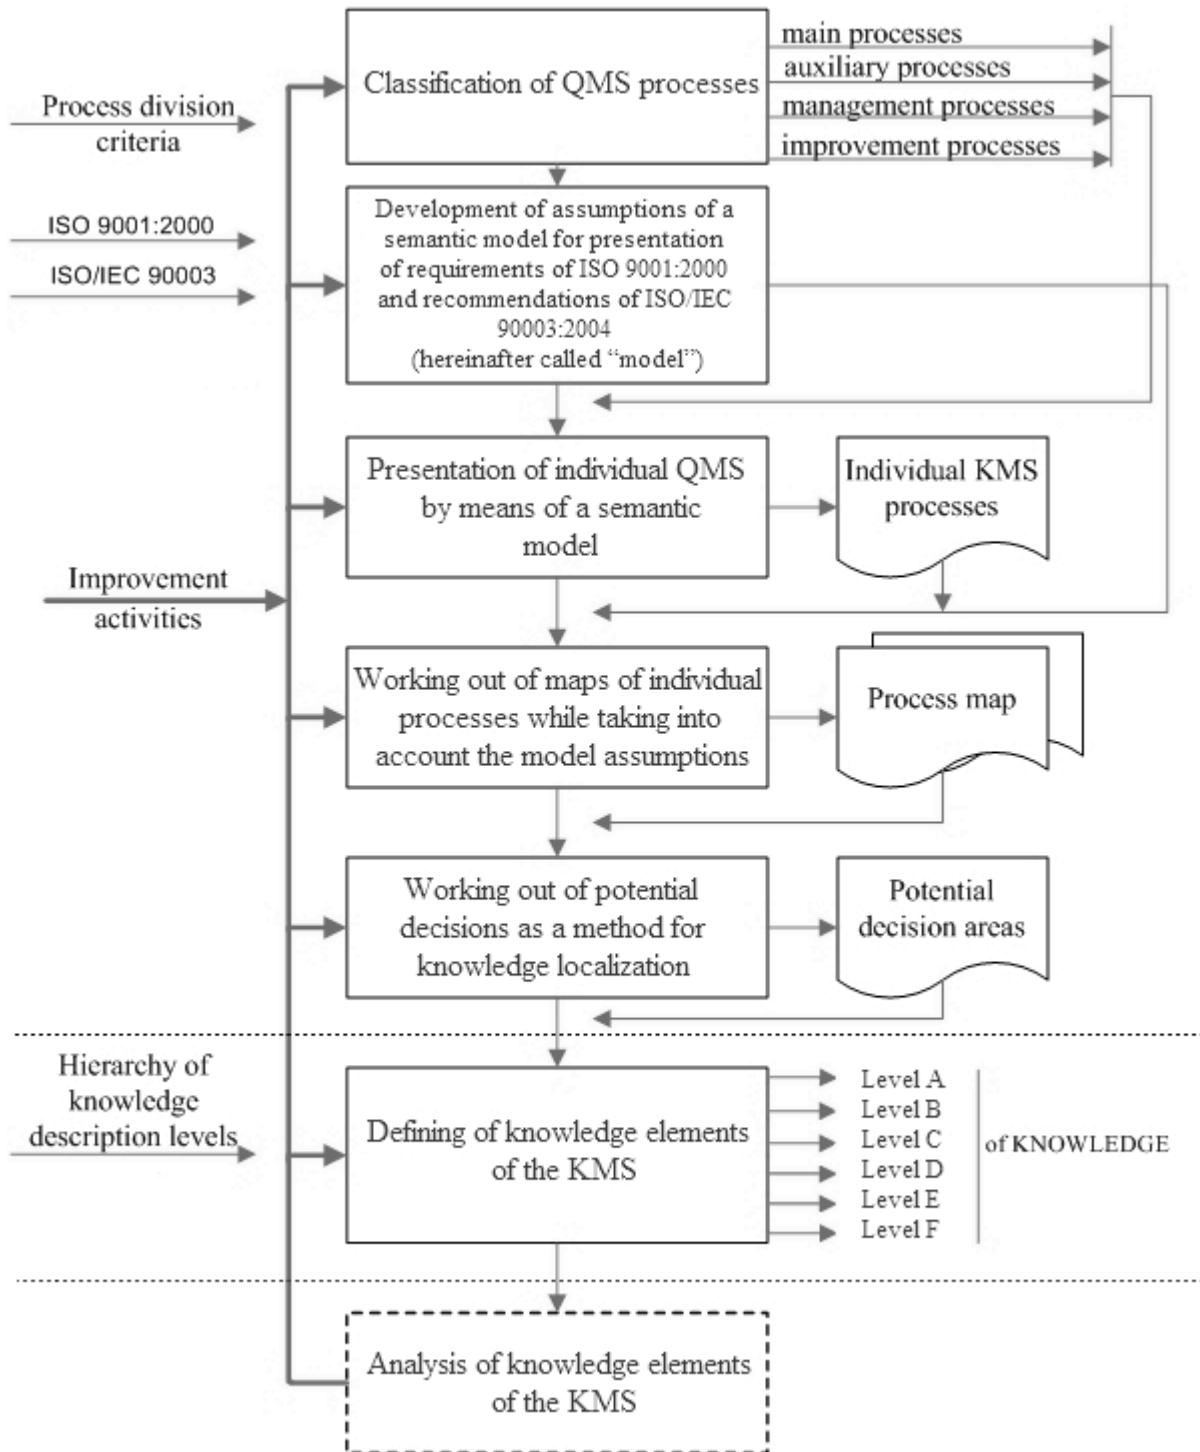 main processes
Classification of QMS processes
auxiliary processes
management processes
improvement processes
Process division
criteria
ISO 9001:2000
ISO/IEC 90003
Development of assumptions of a
semantic model for presentation
of requirements of ISO 9001:2000
and recommendations of ISO/IEC
90003:2004
(hereinafter called “model”)
Presentation of individual QMS
by means of a semantic
model
Individual KMS
processes
Improvement
activities
Working out of maps of individual
processes while taking into
account the model assumptions
Process map
Working out of potential
decisions as a method for
knowledge localization
Potential
decision areas
Hierarchy of
knowledge
description levels
Defining of knowledge elements
of the KMS
Level A
Level B
Level C
Level D
Level E
Level F
of KNOWLEDGE
Analysis of knowledge elements
of the KMS